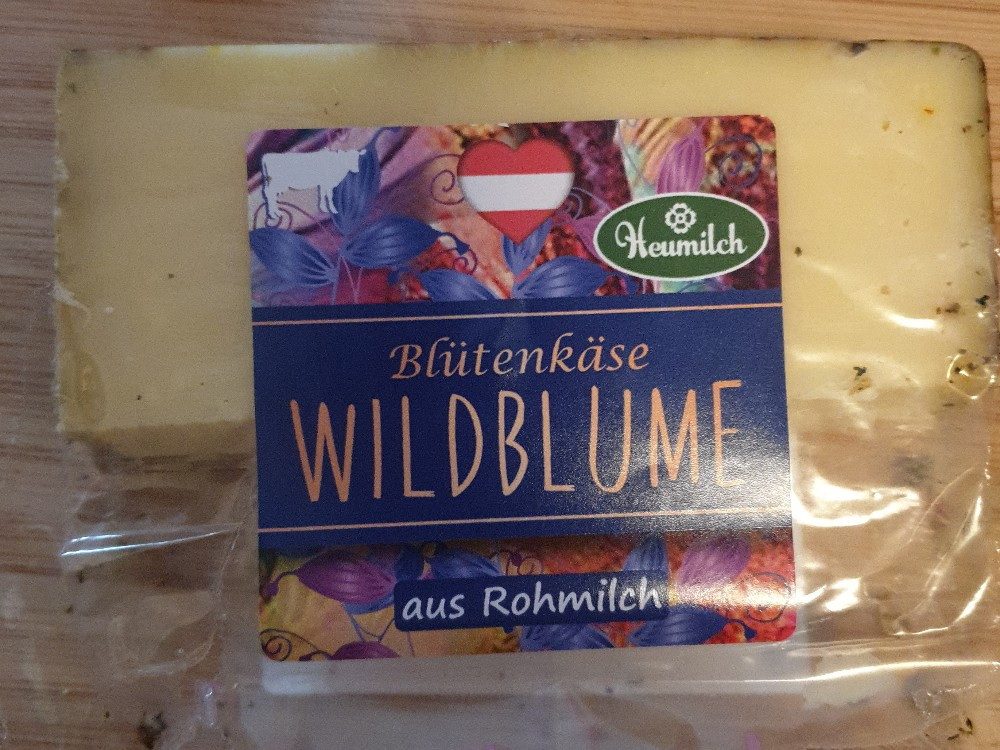 Heumilch
Blütenkäse
WILDBLUME
aus Rohmilch